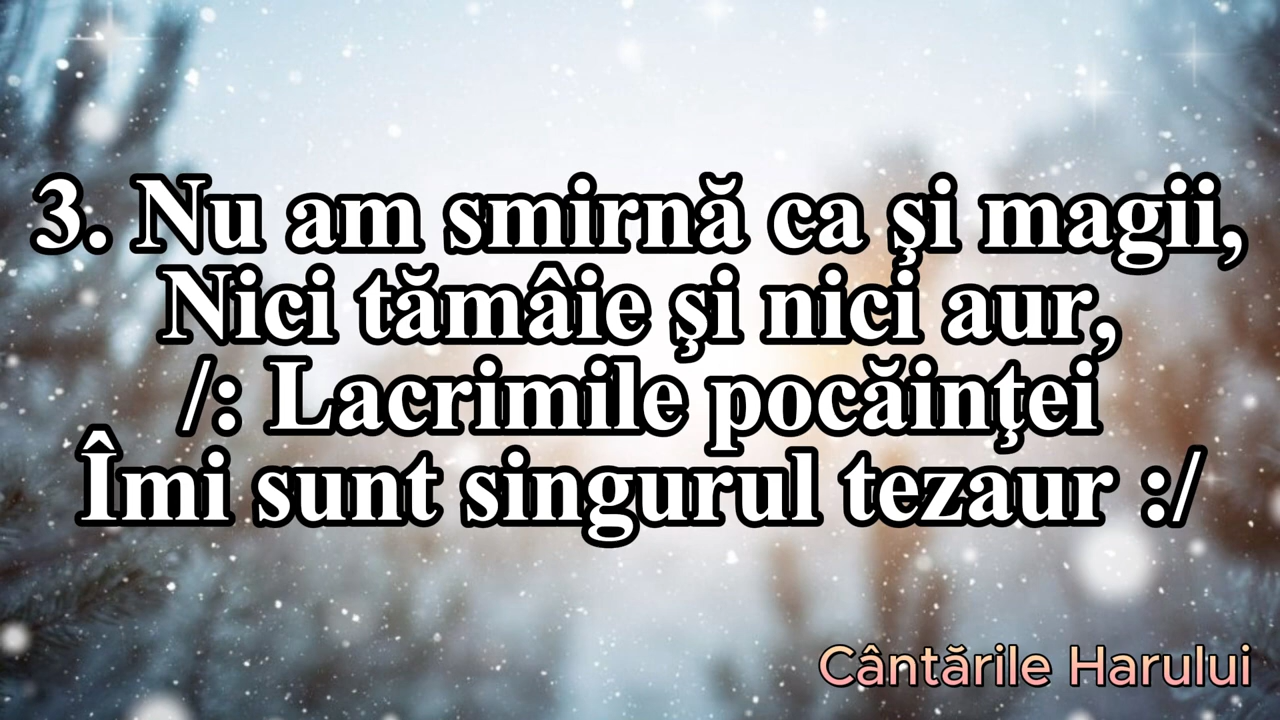 3. Nu am smirnă ca şi magii,
Nici tămâie şi nici aur,
/: Lacrimile pocăinţei
Îmi sunt singurul tezaur :/
Cântările Harului